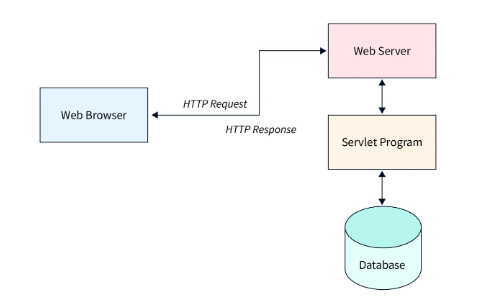 Web Server
HTTP Request
Web Browser
HTTP Response
Servlet Program
Database